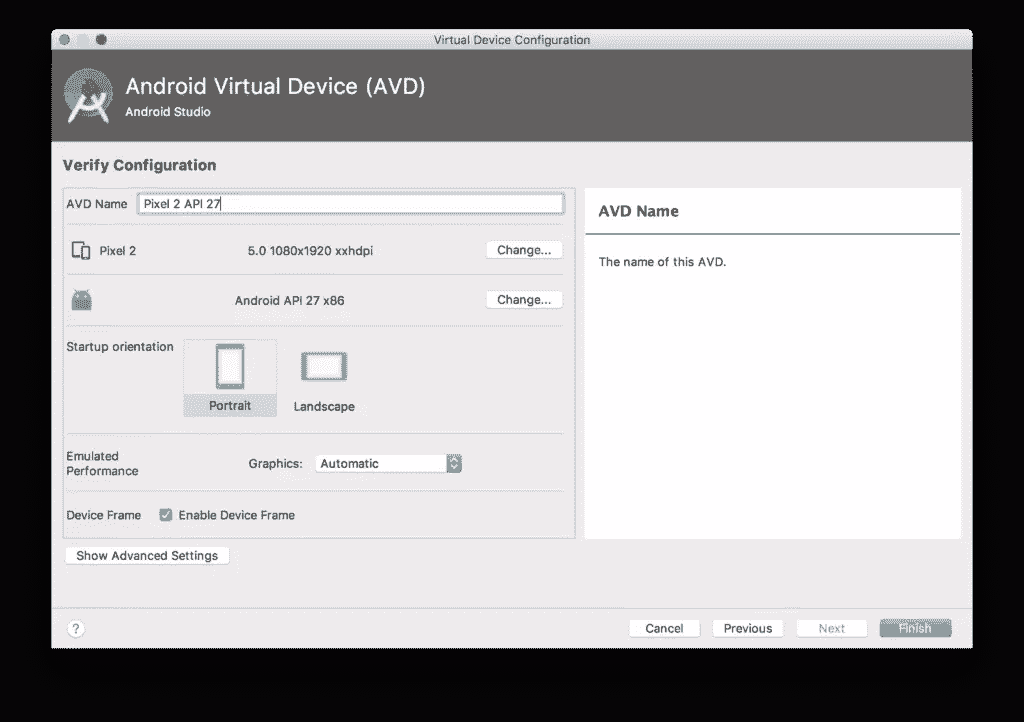 Virtual Device Configuration
Android Virtual Device (AVD)
Android Studio
Verify Configuration
AVD Name Pixel 2 API 27
Pixel 2 5.0 1080x1920 xxhdpi Change...
Android API 27 x86 Change...
Startup orientation
Portrait Landscape
Emulated
Performance
Graphics: Automatic
Device Frame Enable Device Frame
Show Advanced Settings
AVD Name
The name of this AVD.
? Cancel Previous Next Finish